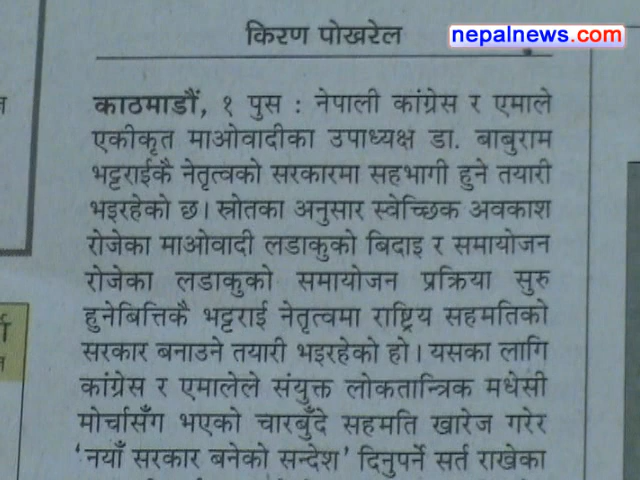 nepalnews.com
किरण पोखरेल
काठमाडौं, १ पुस : नेपाली कांग्रेस र एमाले
एकीकृत माओवादीका उपाध्यक्ष डा. बाबुराम
भट्टराईकै नेतृत्वको सरकारमा सहभागी हुने तयारी
भइरहेको छ। स्रोतका अनुसार स्वेच्छिक अवकाश
रोजेका माओवादी लडाकुको बिदाइ र समायोजन
रोजेका लडाकुको समायोजन प्रक्रिया सुरु
हुनेबित्तिकै भट्टराई नेतृत्वमा राष्ट्रिय सहमतिको
सरकार बनाउने तयारी भइरहेको हो। यसका लागि
कांग्रेस र एमालेले संयुक्त लोकतान्त्रिक मधेसी
मोर्चासँग भएको चारबुँदे सहमति खारेज गरेर
‘नयाँ सरकार बनेको सन्देश’ दिनुपर्ने सर्त राखेका